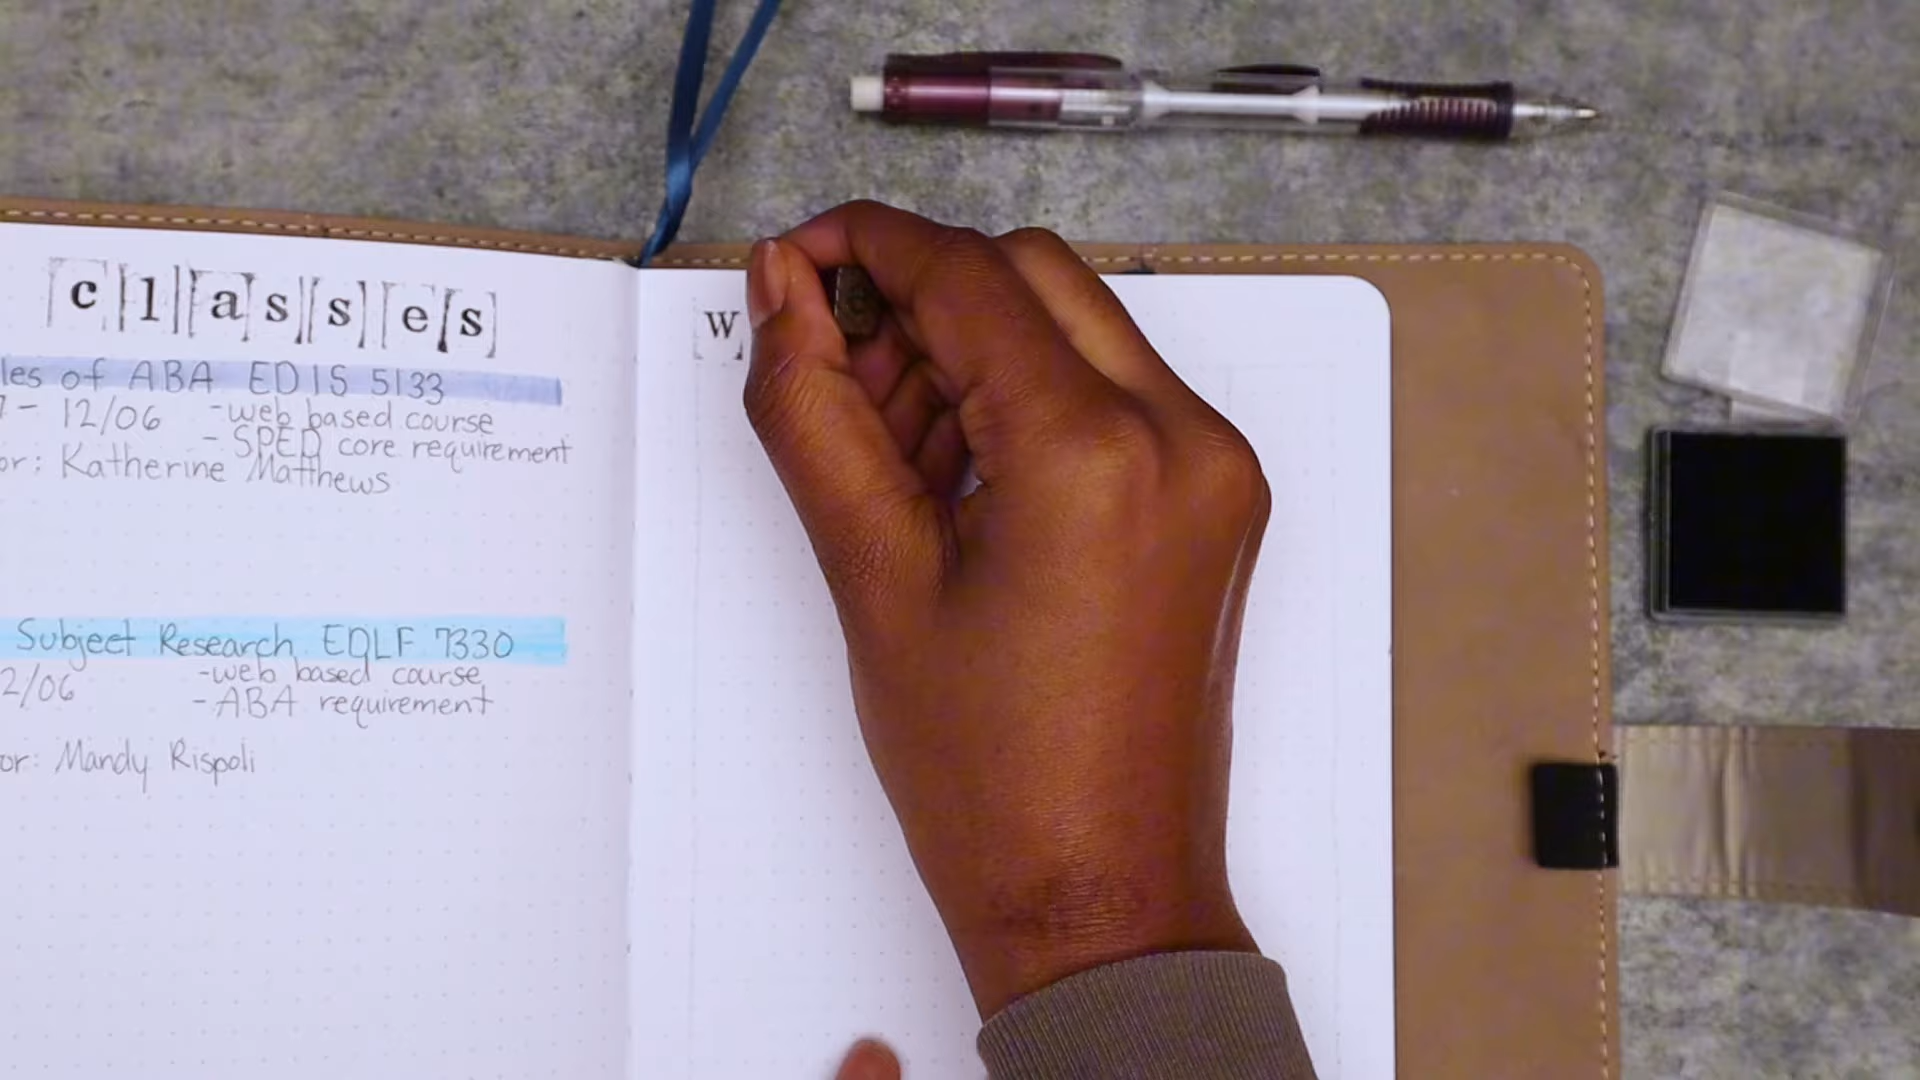 classes
les of ABA EDIS 5133
- 12/06 -web based course
- SPED core requirement
or: Katherine Matthews
Subject Research EDLF 7330
2/06 -web based course
- ABA requirement
or: Mandy Rispoli
w